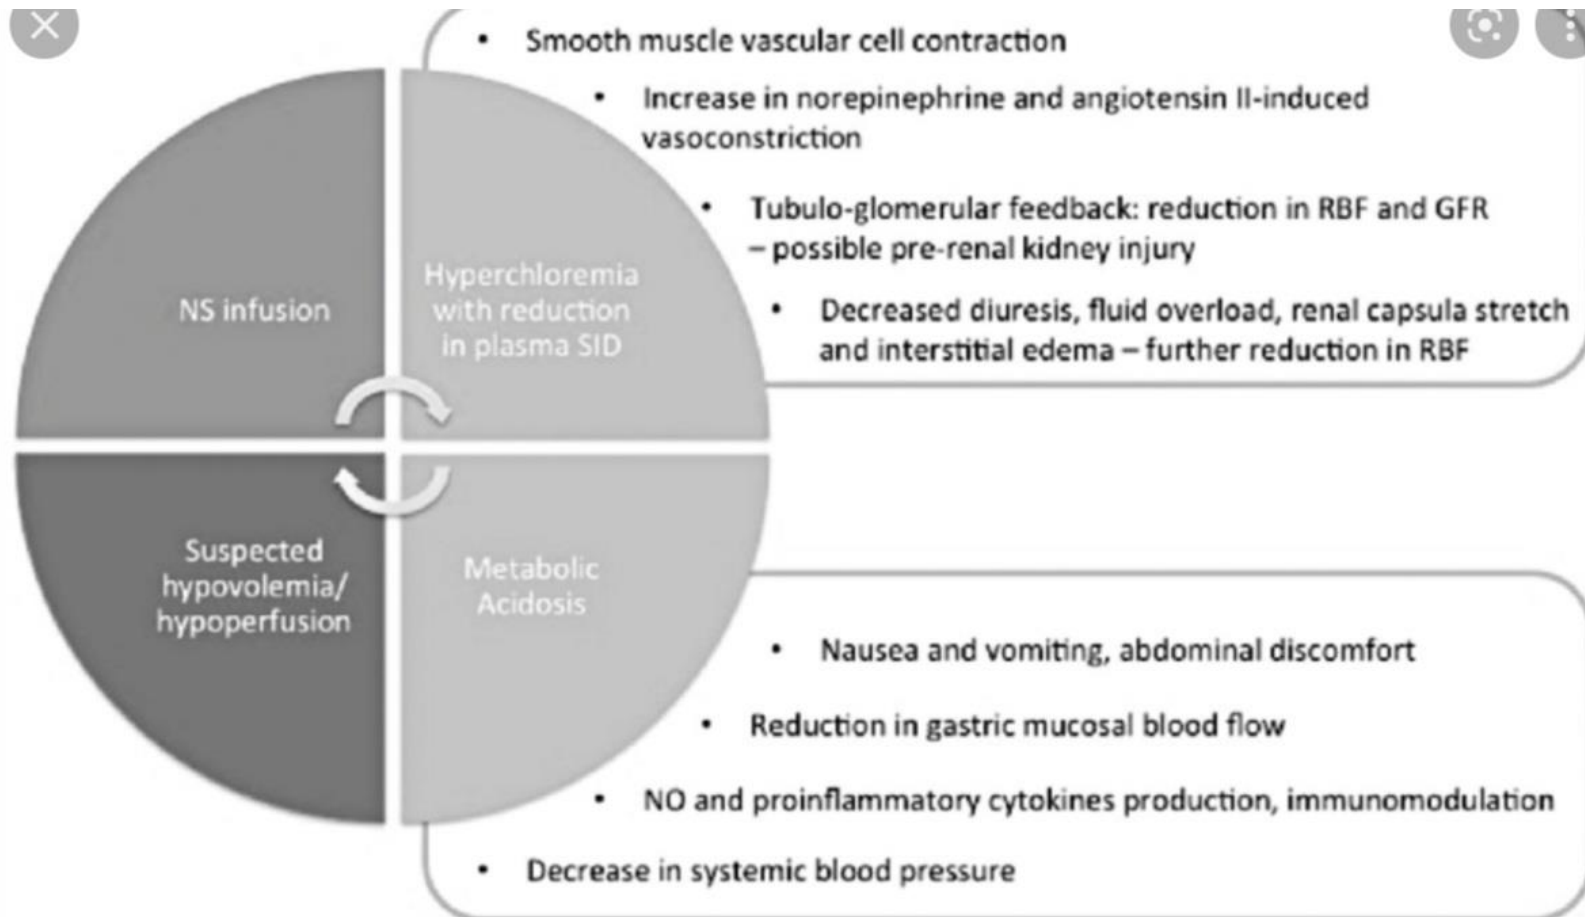 • Smooth muscle vascular cell contraction
• Increase in norepinephrine and angiotensin II-induced
vasoconstriction
• Tubulo-glomerular feedback: reduction in RBF and GFR
– possible pre-renal kidney injury
• Decreased diuresis, fluid overload, renal capsula stretch
and interstitial edema – further reduction in RBF
NS infusion
Hyperchloremia
with reduction
in plasma SID
Suspected
hypovolemia/
hypoperfusion
Metabolic
Acidosis
• Nausea and vomiting, abdominal discomfort
• Reduction in gastric mucosal blood flow
• NO and proinflammatory cytokines production, immunomodulation
• Decrease in systemic blood pressure